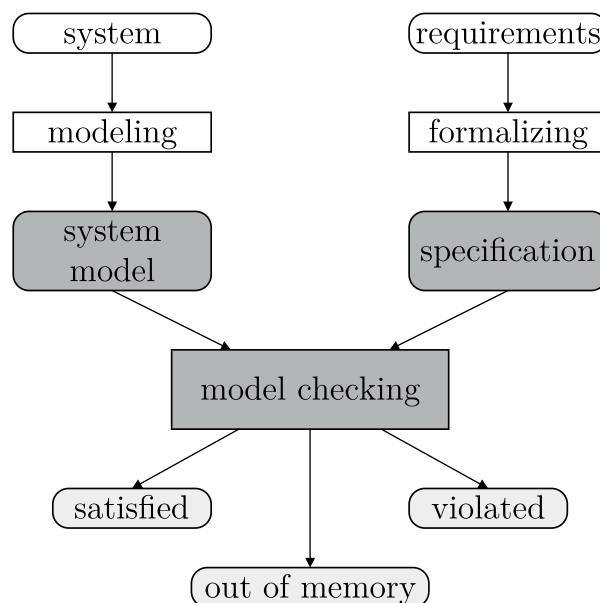 system
requirements
modeling
formalizing
system
model
specification
model checking
satisfied
violated
out of memory